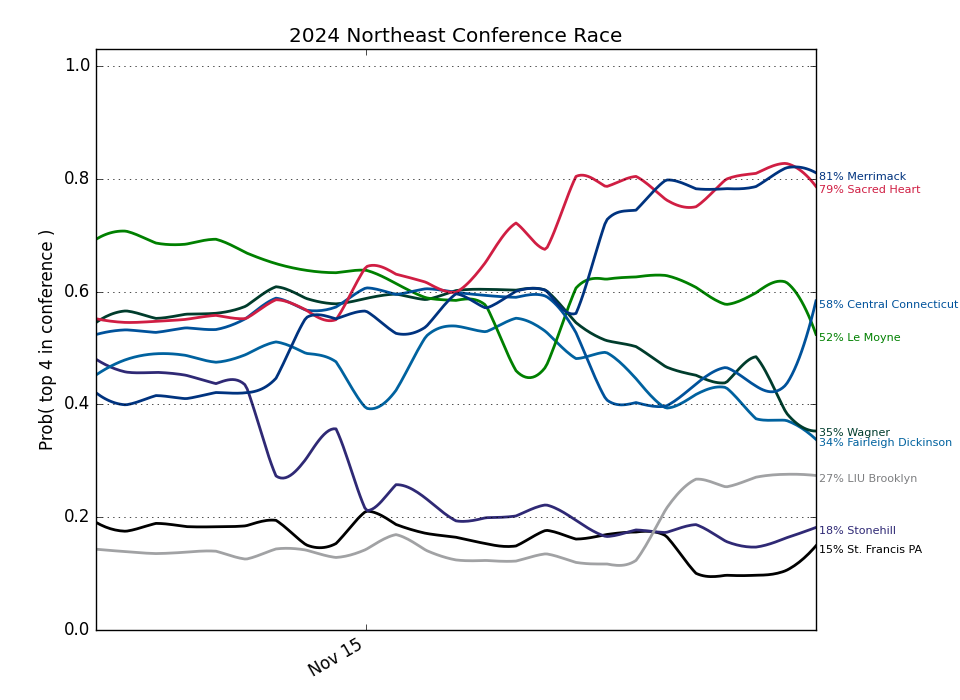 2024 Northeast Conference Race
Prob( top 4 in conference )
1.0
0.8
0.6
0.4
0.2
0.0
Nov 15
81% Merrimack
79% Sacred Heart
58% Central Connecticut
52% Le Moyne
35% Wagner
34% Fairleigh Dickinson
27% LIU Brooklyn
18% Stonehill
15% St. Francis PA